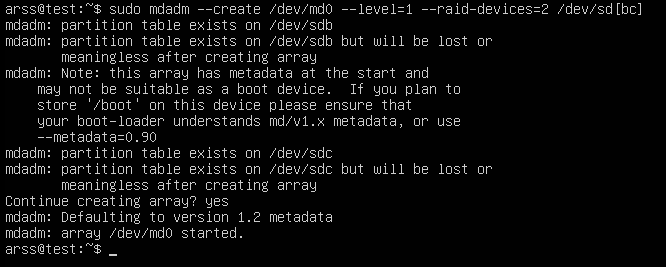 arss@test:~$ sudo mdadm --create /dev/md0 --level=1 --raid-devices=2 /dev/sd[bc]
mdadm: partition table exists on /dev/sdb
mdadm: partition table exists on /dev/sdb but will be lost or
       meaningless after creating array
mdadm: Note: this array has metadata at the start and
    may not be suitable as a boot device.  If you plan to
    store '/boot' on this device please ensure that
    your boot-loader understands md/v1.x metadata, or use
    --metadata=0.90
mdadm: partition table exists on /dev/sdc
mdadm: partition table exists on /dev/sdc but will be lost or
       meaningless after creating array
Continue creating array? yes
mdadm: Defaulting to version 1.2 metadata
mdadm: array /dev/md0 started.
arss@test:~$ _